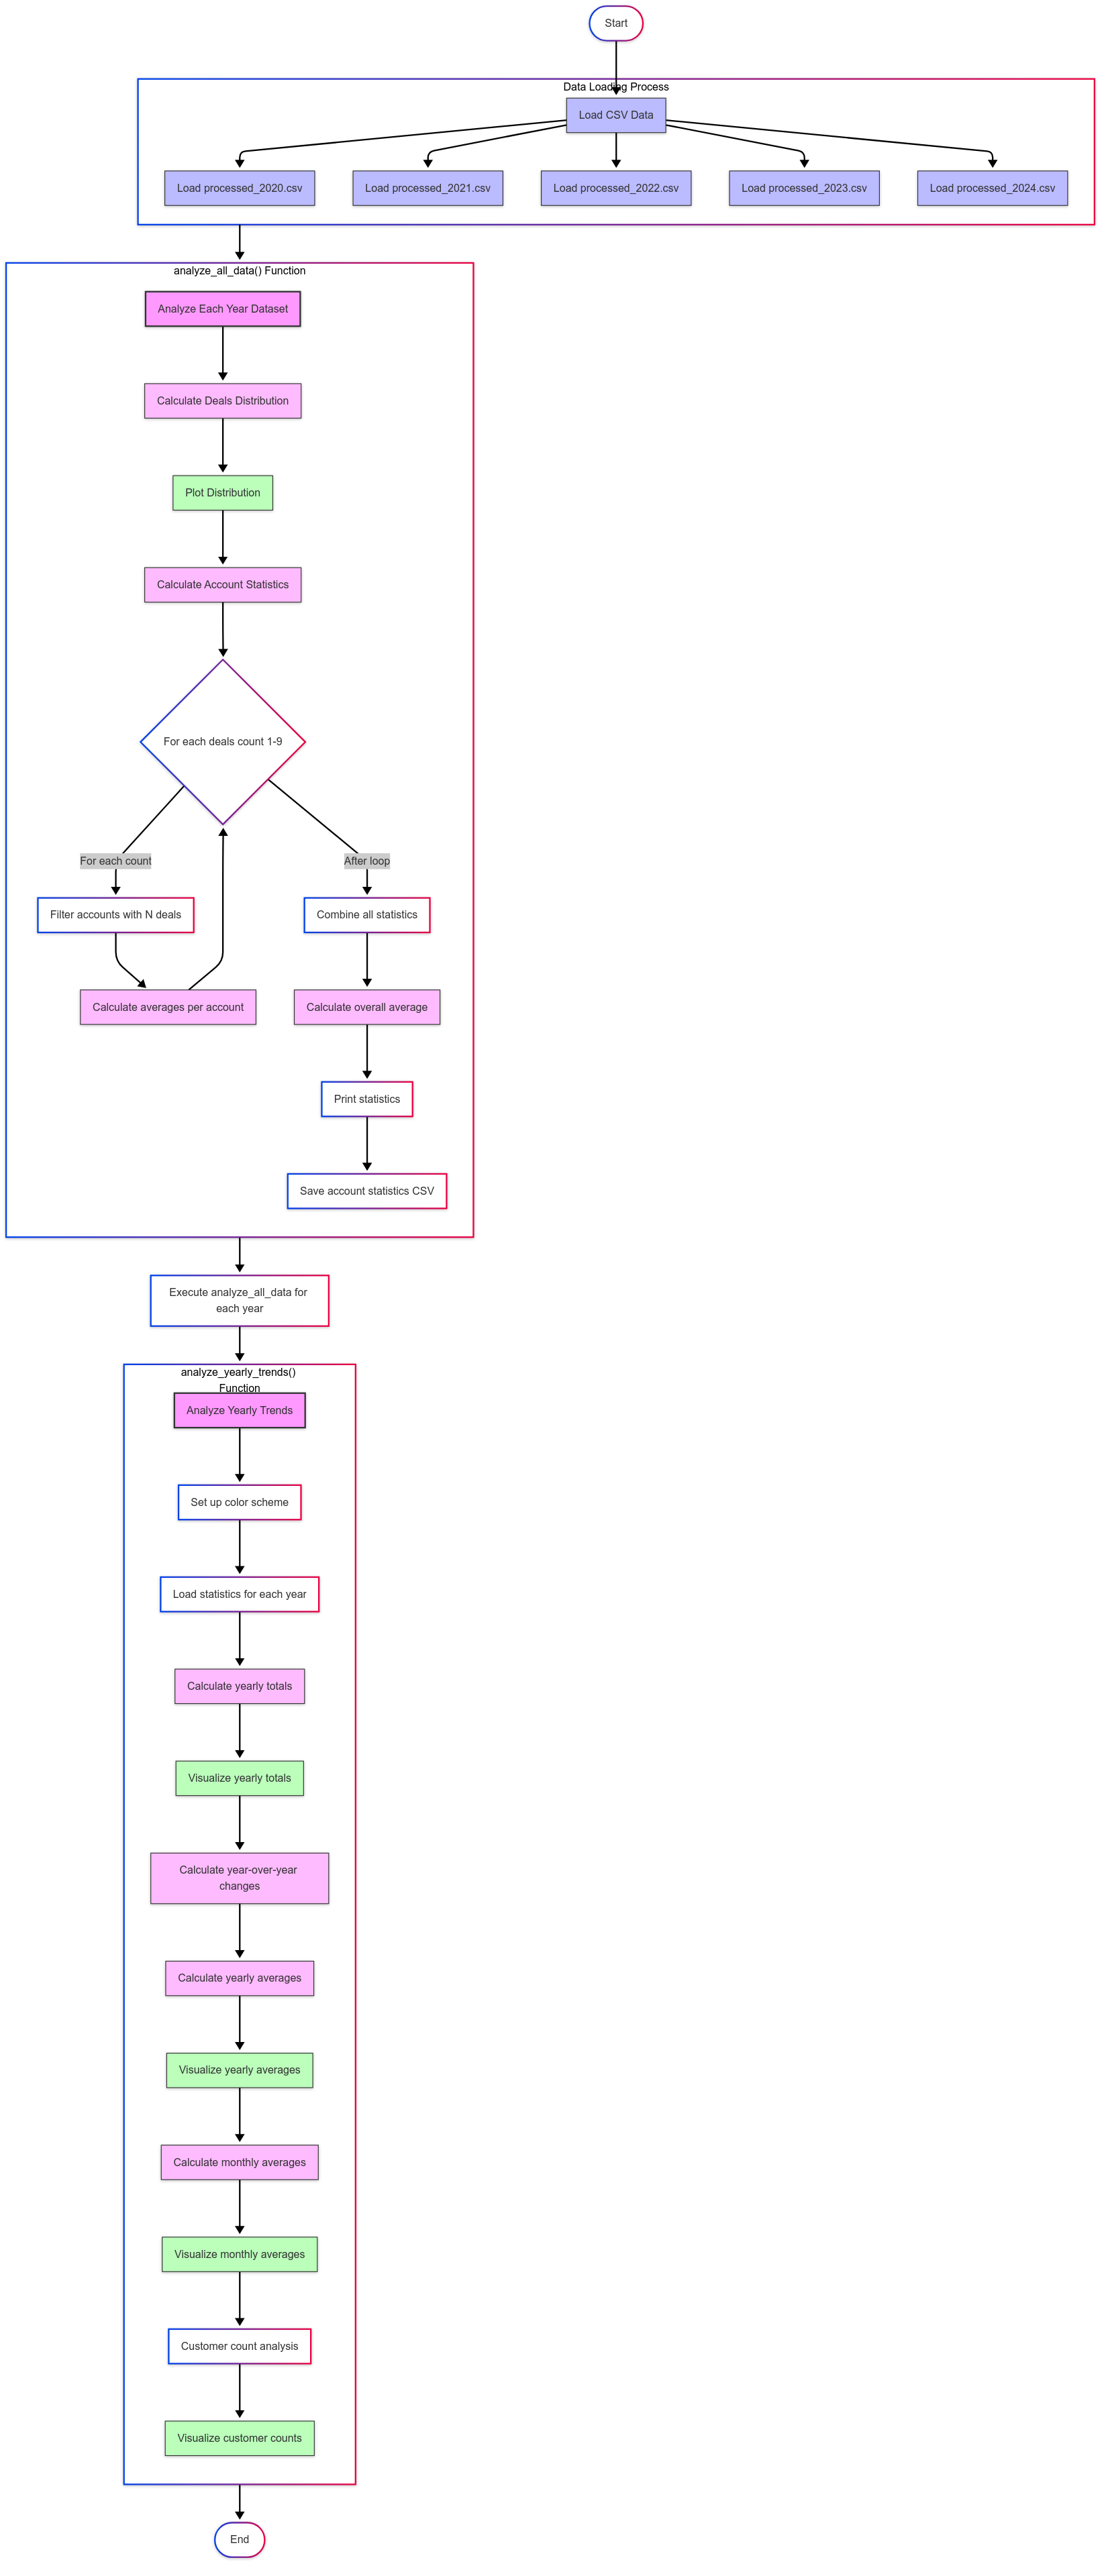 Start
Data Loading Process
Load CSV Data
Load processed_2020.csv
Load processed_2021.csv
Load processed_2022.csv
Load processed_2023.csv
Load processed_2024.csv
analyze_all_data() Function
Analyze Each Year Dataset
Calculate Deals Distribution
Plot Distribution
Calculate Account Statistics
For each deals count 1-9
For each count
After loop
Filter accounts with N deals
Combine all statistics
Calculate averages per account
Calculate overall average
Print statistics
Save account statistics CSV
Execute analyze_all_data for
each year
analyze_yearly_trends()
Function
Analyze Yearly Trends
Set up color scheme
Load statistics for each year
Calculate yearly totals
Visualize yearly totals
Calculate year-over-year
changes
Calculate yearly averages
Visualize yearly averages
Calculate monthly averages
Visualize monthly averages
Customer count analysis
Visualize customer counts
End